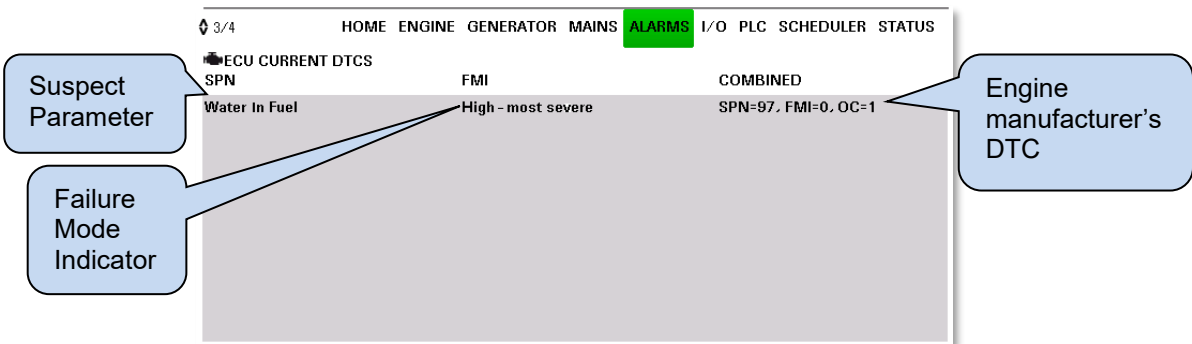 3/4 HOME ENGINE GENERATOR MAINS ALARMS I/O PLC SCHEDULER STATUS
ECU CURRENT DTCS
SPN FMI COMBINED
Water In Fuel High - most severe SPN=97, FMI=0, OC=1
Suspect
Parameter
Failure
Mode
Indicator
Engine
manufacturer’s
DTC